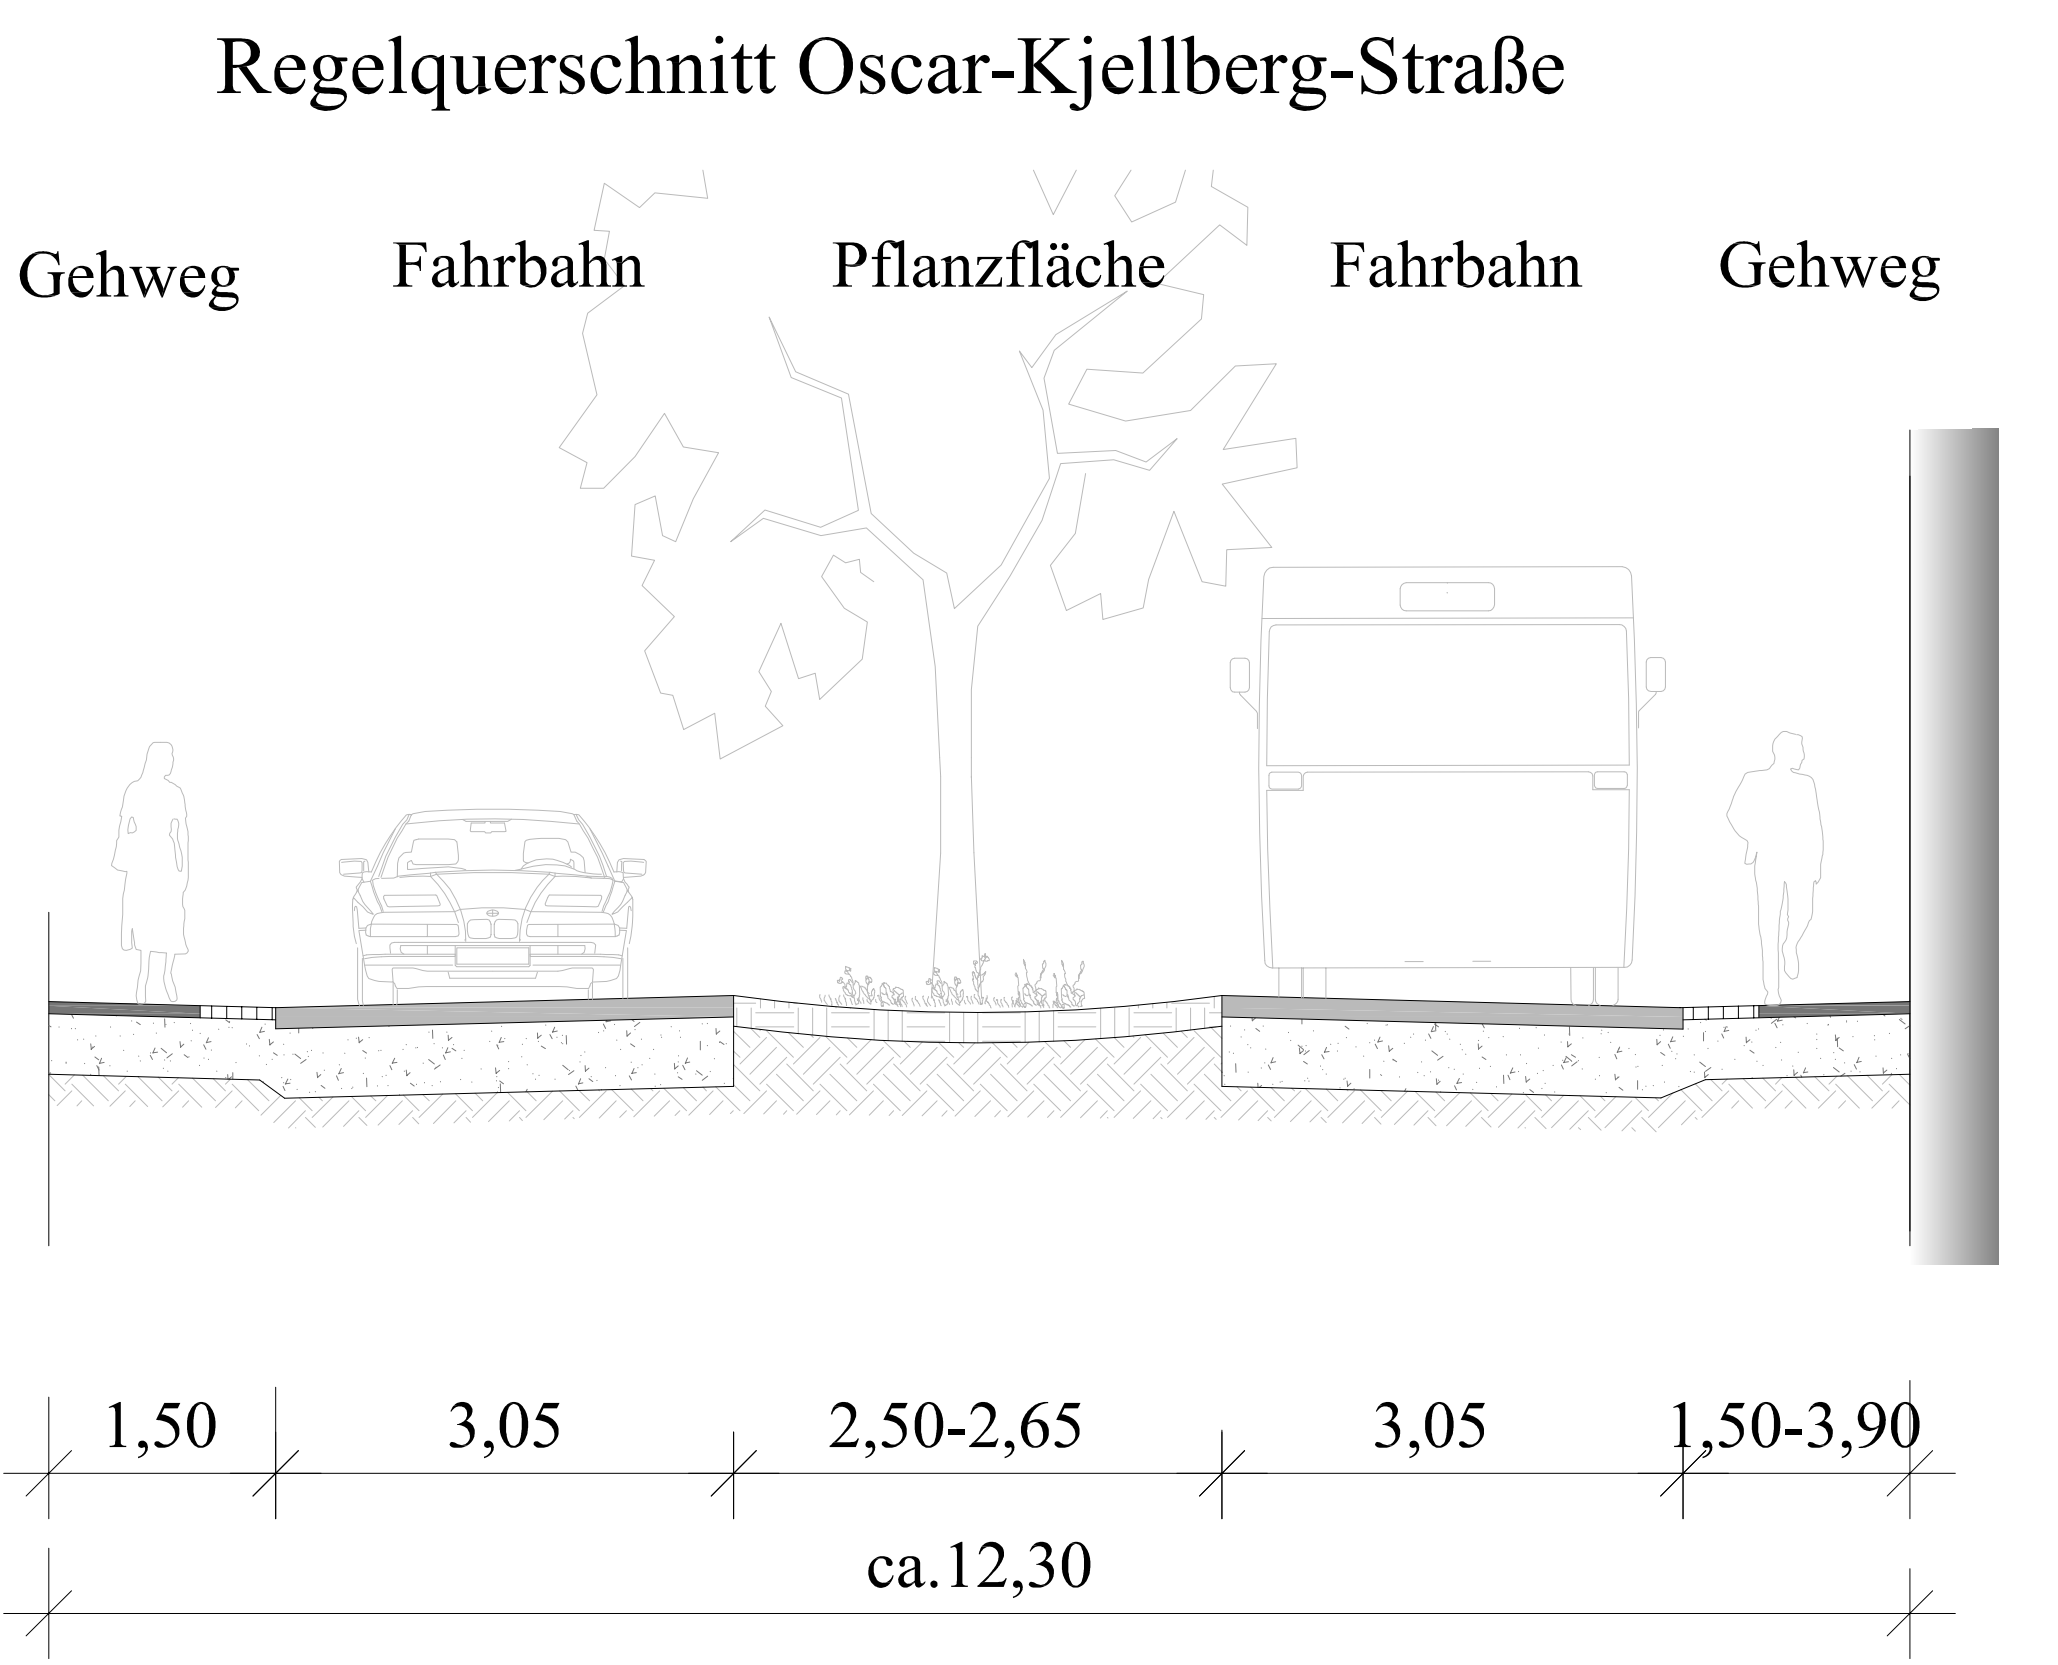 Regelquerschnitt Oscar-Kjellberg-Straße
Gehweg Fahrbahn Pflanzfläche Fahrbahn Gehweg
1,50 3,05 2,50-2,65 3,05 1,50-3,90
ca.12,30